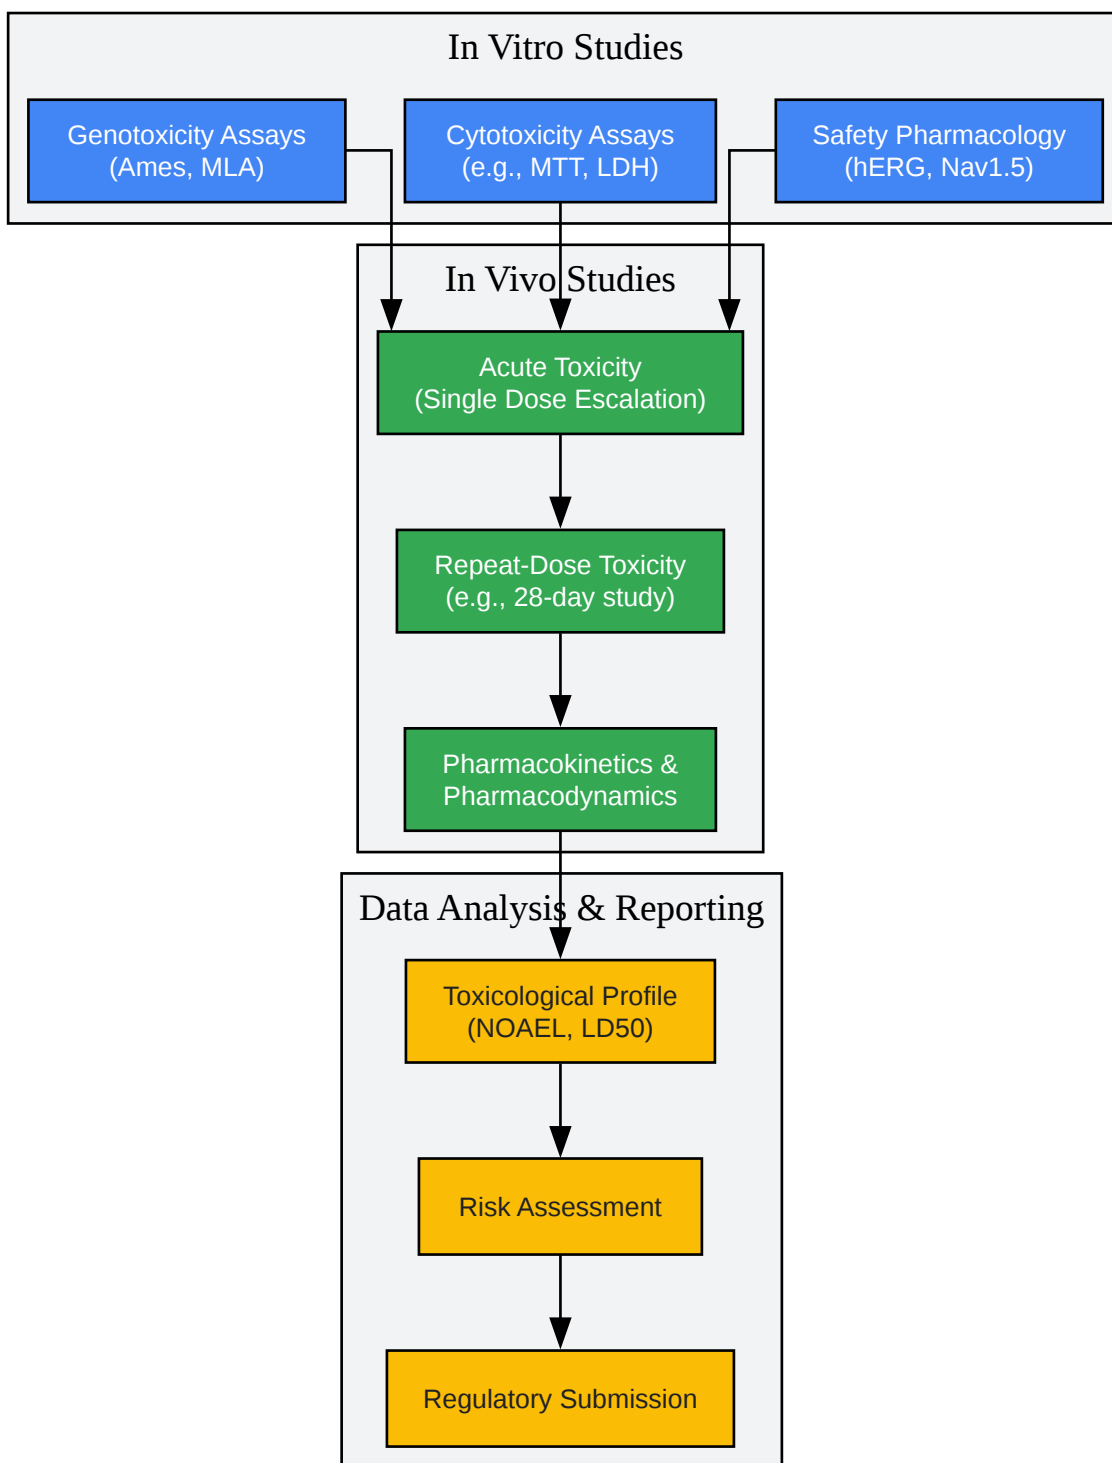 In Vitro Studies
Genotoxicity Assays
(Ames, MLA)
Cytotoxicity Assays
(e.g., MTT, LDH)
Safety Pharmacology
(hERG, Nav1.5)
In Vivo Studies
Acute Toxicity
(Single Dose Escalation)
Repeat-Dose Toxicity
(e.g., 28-day study)
Pharmacokinetics &
Pharmacodynamics
Data Analysis & Reporting
Toxicological Profile
(NOAEL, LD50)
Risk Assessment
Regulatory Submission